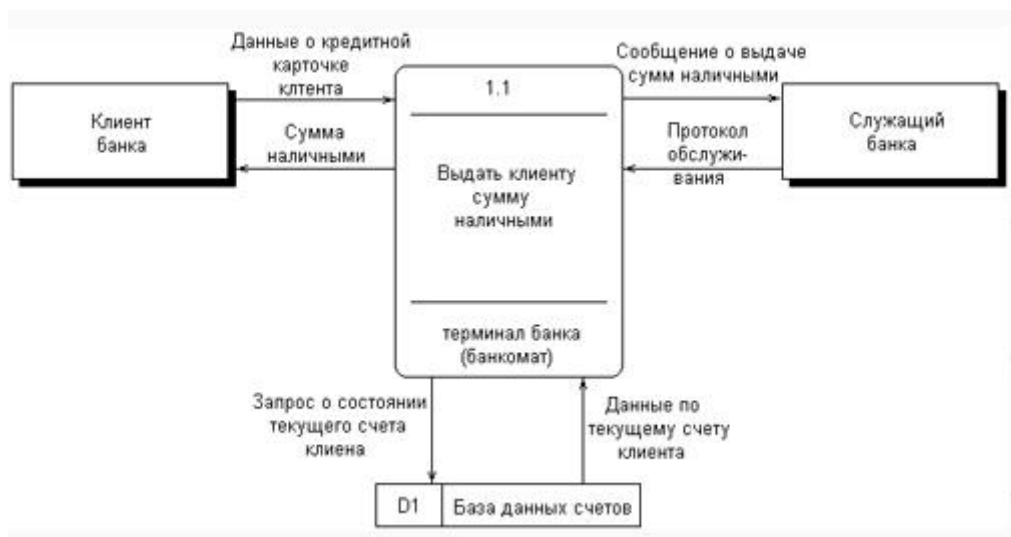 Данные о кредитной
карточке
клтента
Сообщение о выдаче
сумм наличными
1.1
Клиент
банка
Служащий
банка
Сумма
наличными
Протокол
обслужи-
вания
Выдать клиенту
сумму
наличными
терминал банка
(банкомат)
Запрос о состоянии
текущего счета
клиена
Данные по
текущему счету
клиента
D1
База данных счетов